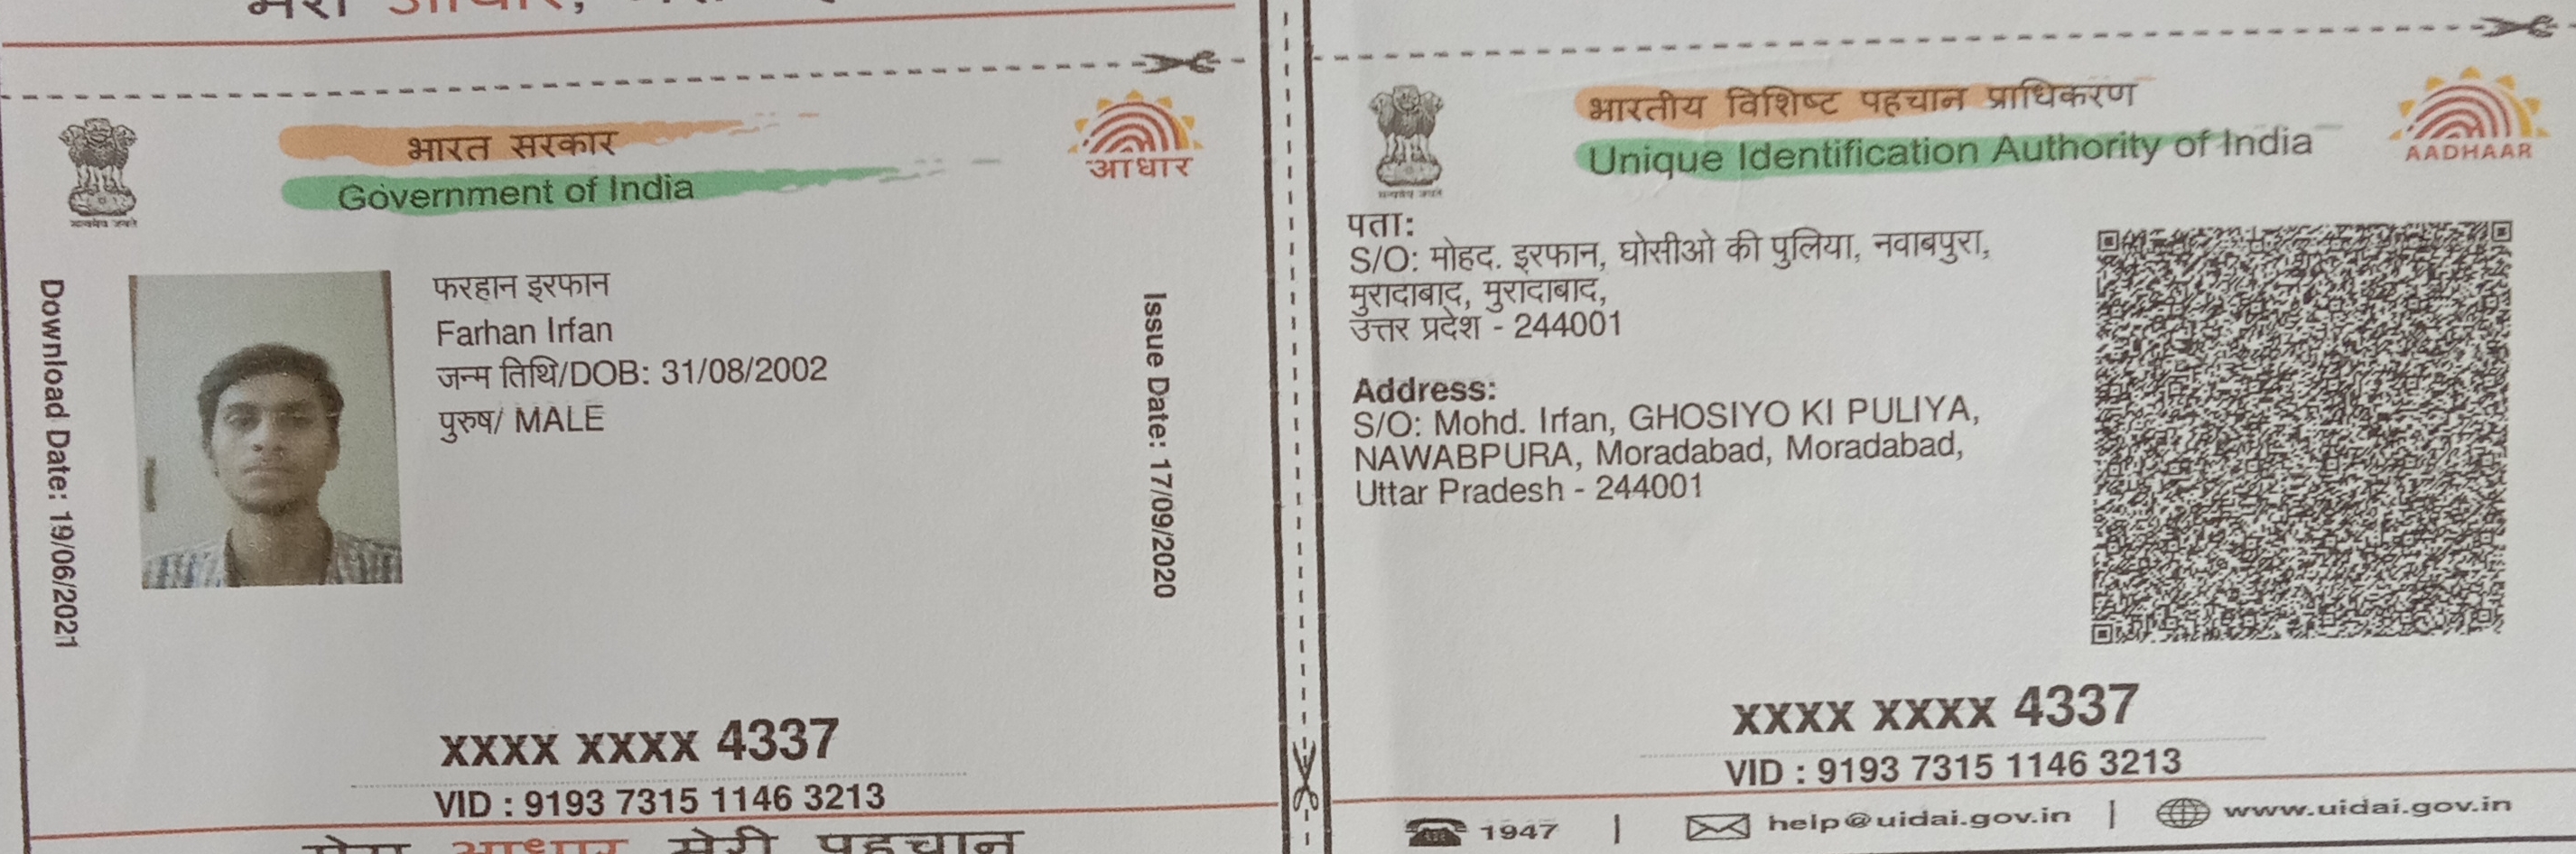 भारत सरकार
Government of India
आधार
Download Date: 19/06/2021
फरहान इरफान
Farhan Irfan
जन्म तिथि/DOB: 31/08/2002
पुरुष/ MALE
Issue Date: 17/09/2020
xxxx xxxx 4337
VID : 9193 7315 1146 3213
मेरा आधार मेरी पहचान
भारतीय विशिष्ट पहचान प्राधिकरण
Unique Identification Authority of India
AADHAAR
पता:
S/O: मोहद. इरफान, घोसीओ की पुलिया, नवाबपुरा,
मुरादाबाद, मुरादाबाद,
उत्तर प्रदेश - 244001
Address:
S/O: Mohd. Irfan, GHOSIYO KI PULIYA,
NAWABPURA, Moradabad, Moradabad,
Uttar Pradesh - 244001
xxxx xxxx 4337
VID : 9193 7315 1146 3213
1947 | help@uidai.gov.in | www.uidai.gov.in